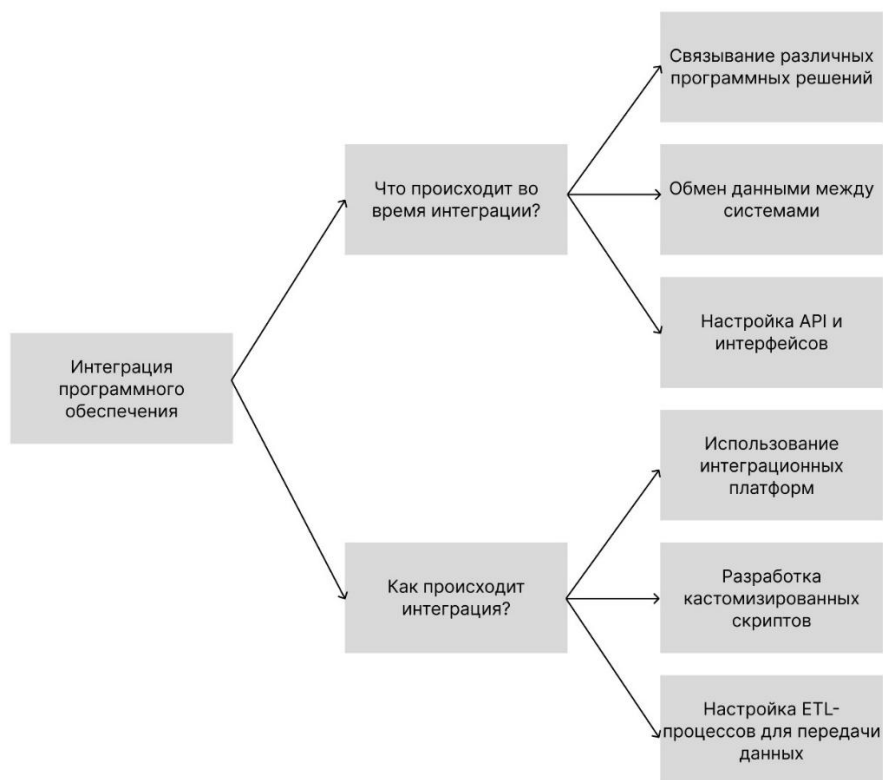 Связывание различных
программных решений
Что происходит во
время интеграции?
Обмен данными между
системами
Настройка API и
интерфейсов
Интеграция
программного
обеспечения
Использование
интеграционных
платформ
Как происходит
интеграция?
Разработка
кастомизированных
скриптов
Настройка ETL-
процессов для передачи
данных